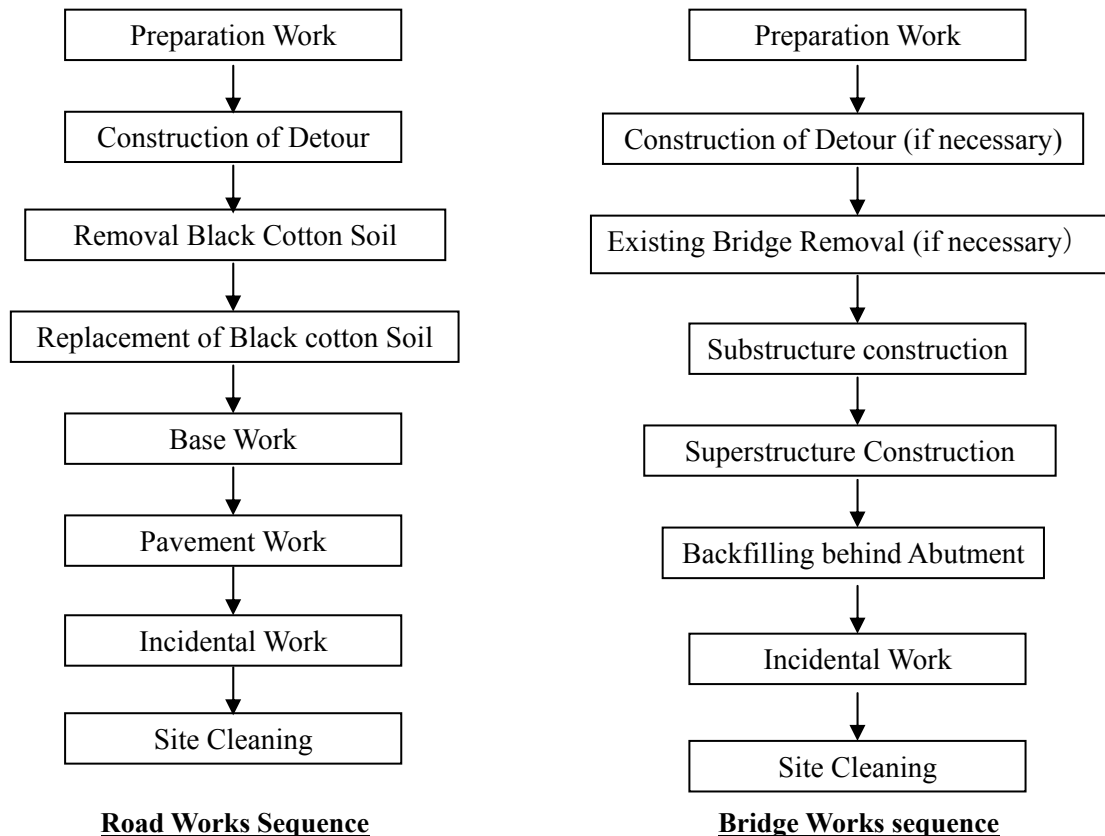 Preparation Work
Construction of Detour
Removal Black Cotton Soil
Replacement of Black cotton Soil
Base Work
Pavement Work
Incidental Work
Site Cleaning
Road Works Sequence
Preparation Work
Construction of Detour (if necessary)
Existing Bridge Removal (if necessary）
Substructure construction
Superstructure Construction
Backfilling behind Abutment
Incidental Work
Site Cleaning
Bridge Works sequence